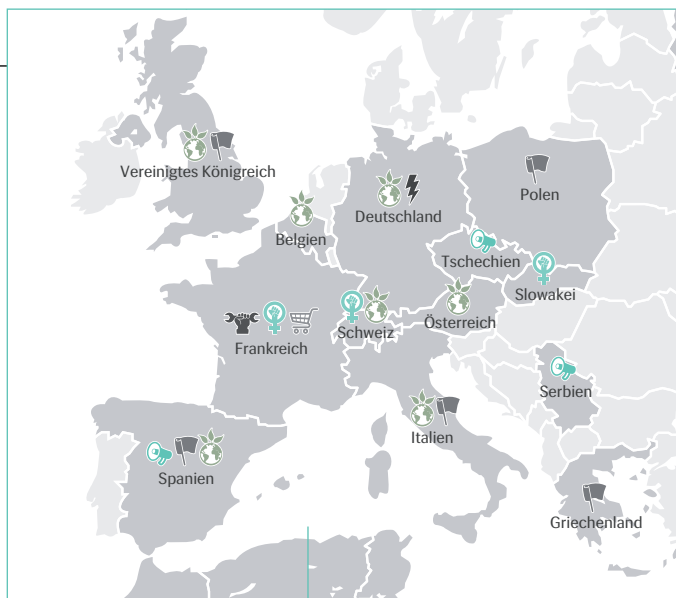 Vereinigtes Königreich
Polen
Deutschland
Belgien
Tschechien
Slowakei
Österreich
Schweiz
Frankreich
Serbien
Italien
Spanien
Griechenland